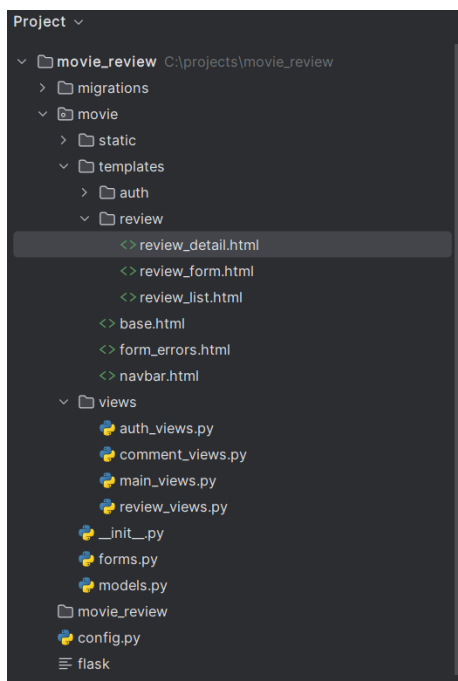 Project
movie_review C:\projects\movie_review
migrations
movie
static
templates
auth
review
<> review_detail.html
<> review_form.html
<> review_list.html
<> base.html
<> form_errors.html
<> navbar.html
views
auth_views.py
comment_views.py
main_views.py
review_views.py
__init__.py
forms.py
models.py
movie_review
config.py
flask